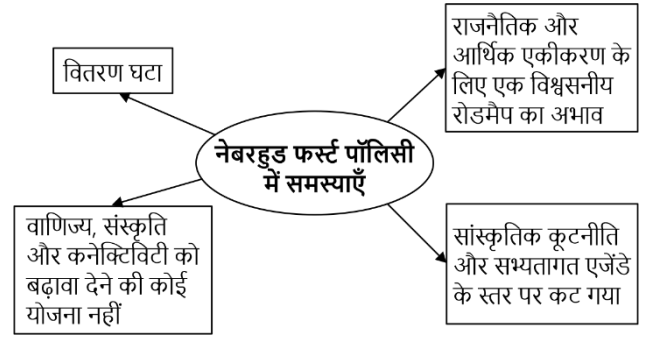 राजनैतिक और
आर्थिक एकीकरण के
लिए एक विश्वसनीय
रोडमैप का अभाव
वितरण घटा
नेबरहुड फर्स्ट पॉलिसी
में समस्याएँ
वाणिज्य, संस्कृति
और कनेक्टिविटी को
बढ़ावा देने की कोई
योजना नहीं
सांस्कृतिक कूटनीति
और सभ्यतागत एजेंडे
के स्तर पर कट गया